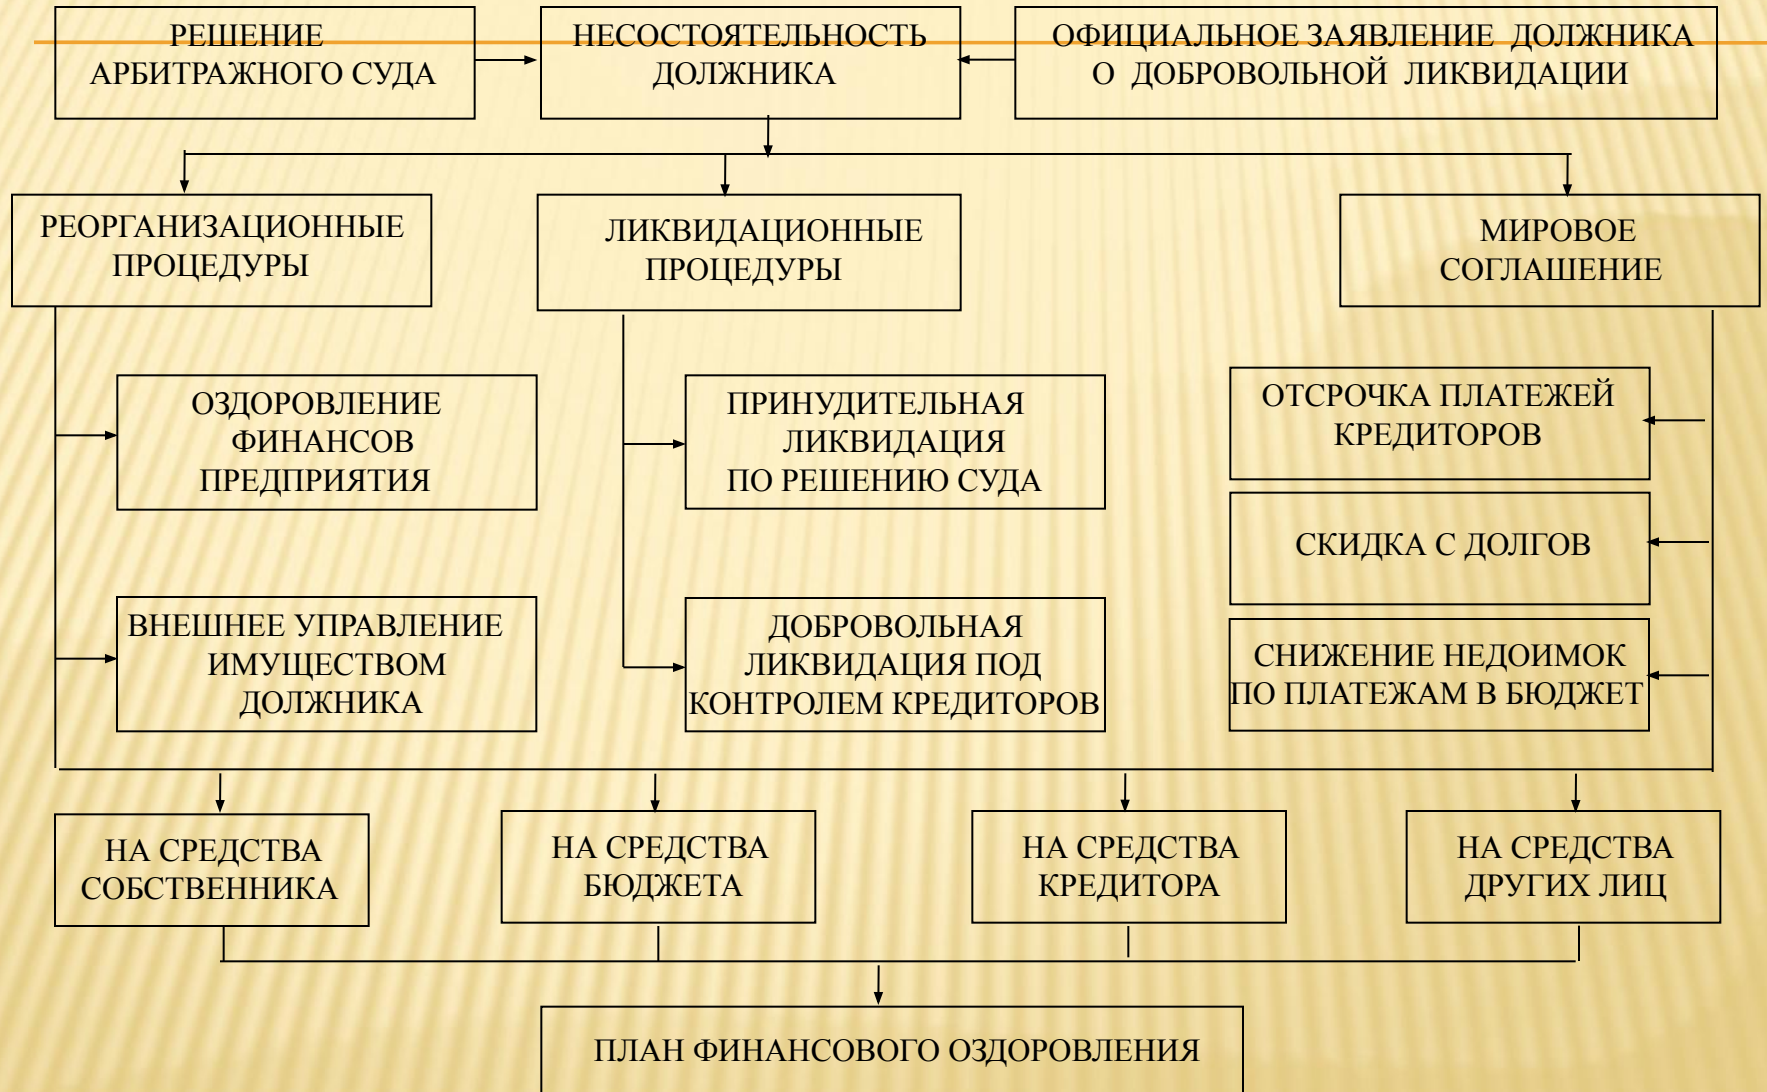 РЕШЕНИЕ
АРБИТРАЖНОГО СУДА
НЕСОСТОЯТЕЛЬНОСТЬ
ДОЛЖНИКА
ОФИЦИАЛЬНОЕ ЗАЯВЛЕНИЕ ДОЛЖНИКА
О ДОБРОВОЛЬНОЙ ЛИКВИДАЦИИ
РЕОРГАНИЗАЦИОННЫЕ
ПРОЦЕДУРЫ
ЛИКВИДАЦИОННЫЕ
ПРОЦЕДУРЫ
МИРОВОЕ
СОГЛАШЕНИЕ
ОЗДОРОВЛЕНИЕ
ФИНАНСОВ
ПРЕДПРИЯТИЯ
ПРИНУДИТЕЛЬНАЯ
ЛИКВИДАЦИЯ
ПО РЕШЕНИЮ СУДА
ОТСРОЧКА ПЛАТЕЖЕЙ
КРЕДИТОРОВ
СКИДКА С ДОЛГОВ
ВНЕШНЕЕ УПРАВЛЕНИЕ
ИМУЩЕСТВОМ
ДОЛЖНИКА
ДОБРОВОЛЬНАЯ
ЛИКВИДАЦИЯ ПОД
КОНТРОЛЕМ КРЕДИТОРОВ
СНИЖЕНИЕ НЕДОИМОК
ПО ПЛАТЕЖАМ В БЮДЖЕТ
НА СРЕДСТВА
СОБСТВЕННИКА
НА СРЕДСТВА
БЮДЖЕТА
НА СРЕДСТВА
КРЕДИТОРА
НА СРЕДСТВА
ДРУГИХ ЛИЦ
ПЛАН ФИНАНСОВОГО ОЗДОРОВЛЕНИЯ